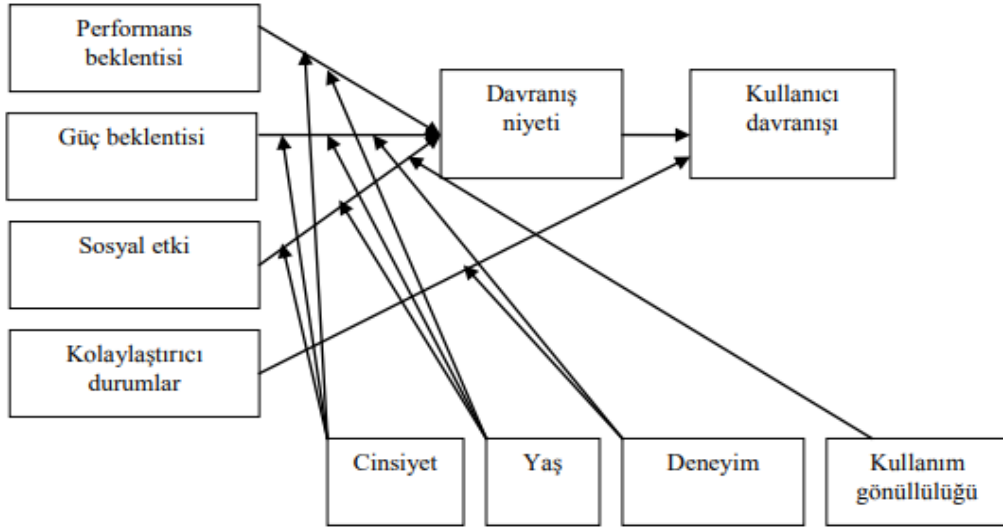 Performans
beklentisi
Güç beklentisi
Sosyal etki
Kolaylaştırıcı
durumlar
Davranış
niyeti
Kullanıcı
davranışı
Cinsiyet
Yaş
Deneyim
Kullanım
gönüllülüğü